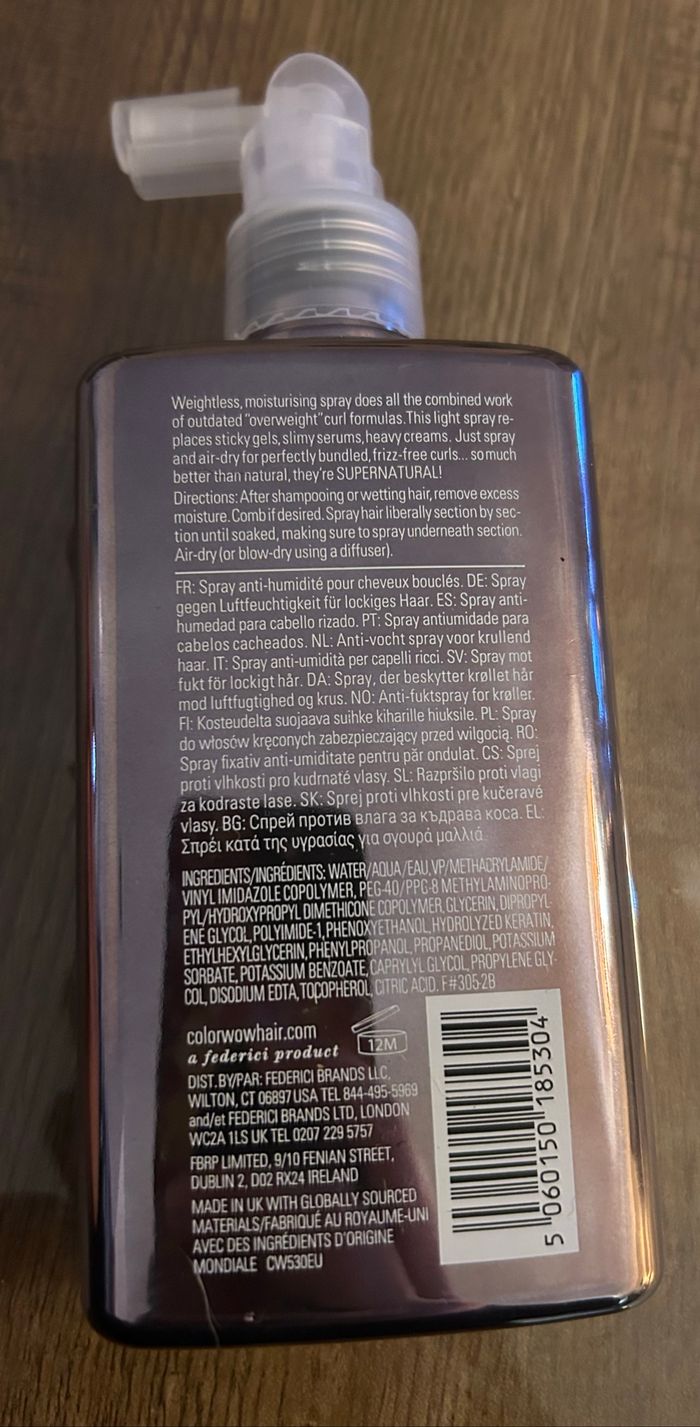 Weightless, moisturising spray does all the combined work
of outdated "overweight" curl formulas. This light spray re-
places sticky gels, slimy serums, heavy creams. Just spray
and air-dry for perfectly bundled, frizz-free curls... so much
better than natural, they're SUPERNATURAL!
Directions: After shampooing or wetting hair, remove excess
moisture. Comb if desired. Spray hair liberally section by sec-
tion until soaked, making sure to spray underneath section.
Air-dry (or blow-dry using a diffuser).
FR: Spray anti-humidité pour cheveux bouclés. DE: Spray
gegen Luftfeuchtigkeit für lockiges Haar. ES: Spray anti-
humedad para cabello rizado. PT: Spray antiumidade para
cabelos cacheados. NL: Anti-vocht spray voor krullend
haar. IT: Spray anti-umidità per capelli ricci. SV: Spray mot
fukt för lockigt hår. DA: Spray, der beskytter krøllet hår
mod luftfugtighed og krus. NO: Anti-fuktspray for krøller.
FI: Kosteudelta suojaava suihke kiharille hiuksille. PL: Spray
do włosów kręconych zabezpieczający przed wilgocią. RO:
Spray fixativ anti-umiditate pentru păr ondulat. CS: Sprej
proti vlhkosti pro kudrnaté vlasy. SL: Razpršilo proti vlagi
za kodraste lase. SK: Sprej proti vlhkosti pre kučeravé
vlasy. BG: Спрей против влага за къдрава коса. EL:
Σπρέι κατά της υγρασίας για σγουρά μαλλιά.
INGREDIENTS/INGRÉDIENTS: WATER/AQUA/EAU, VP/METHACRYLAMIDE/
VINYL IMIDAZOLE COPOLYMER, PEG-40/PPG-8 METHYLAMINOPRO-
PYL/HYDROXYPROPYL DIMETHICONE COPOLYMER, GLYCERIN, DIPROPYL-
ENE GLYCOL, POLYIMIDE-1, PHENOXYETHANOL, HYDROLYZED KERATIN,
ETHYLHEXYLGLYCERIN, PHENYLPROPANOL, PROPANEDIOL, POTASSIUM
SORBATE, POTASSIUM BENZOATE, CAPRYLYL GLYCOL, PROPYLENE GLY-
COL, DISODIUM EDTA, TOCOPHEROL, CITRIC ACID. F#305-2B
colorwowhair.com
a federici product
12M
DIST. BY/PAR: FEDERICI BRANDS LLC,
WILTON, CT 06897 USA TEL 844-495-5969
and/et FEDERICI BRANDS LTD, LONDON
WC2A 1LS UK TEL 0207 229 5757
FBRP LIMITED, 9/10 FENIAN STREET,
DUBLIN 2, D02 RX24 IRELAND
MADE IN UK WITH GLOBALLY SOURCED
MATERIALS/FABRIQUÉ AU ROYAUME-UNI
AVEC DES INGRÉDIENTS D'ORIGINE
MONDIALE CW530EU
5 060150 185304